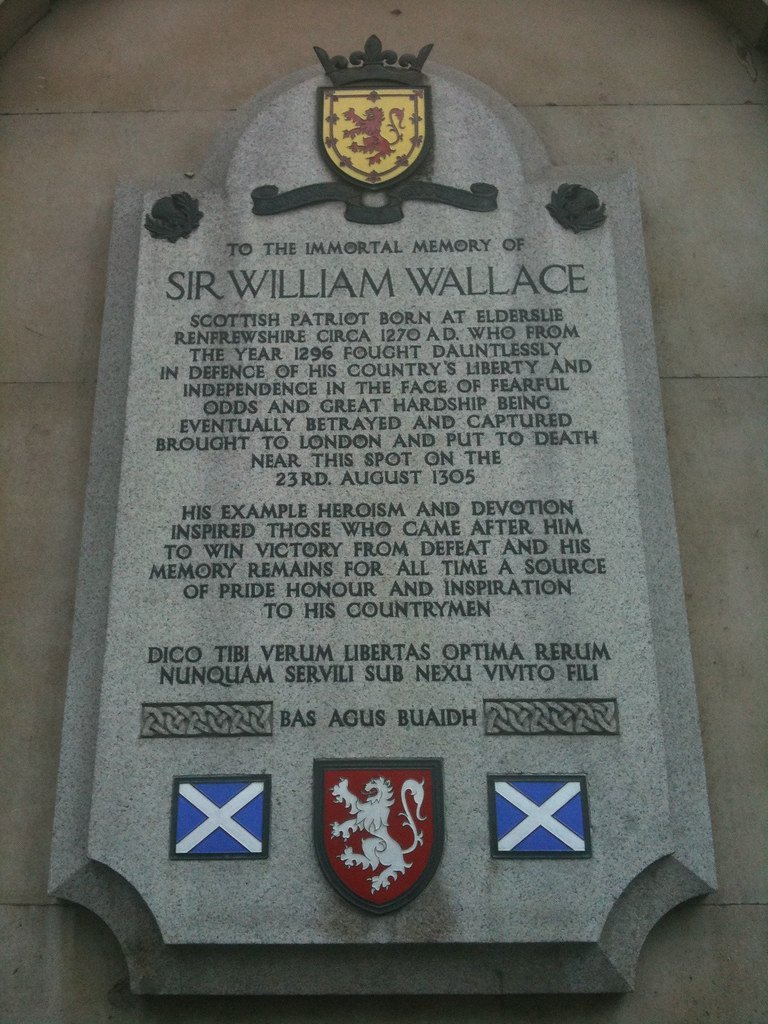 TO THE IMMORTAL MEMORY OF
SIR WILLIAM WALLACE
SCOTTISH PATRIOT BORN AT ELDERSLIE
RENFREWSHIRE CIRCA 1270 A.D. WHO FROM
THE YEAR 1296 FOUGHT DAUNTLESSLY
IN DEFENCE OF HIS COUNTRY'S LIBERTY AND
INDEPENDENCE IN THE FACE OF FEARFUL
ODDS AND GREAT HARDSHIP BEING
EVENTUALLY BETRAYED AND CAPTURED
BROUGHT TO LONDON AND PUT TO DEATH
NEAR THIS SPOT ON THE
23RD. AUGUST 1305
HIS EXAMPLE HEROISM AND DEVOTION
INSPIRED THOSE WHO CAME AFTER HIM
TO WIN VICTORY FROM DEFEAT AND HIS
MEMORY REMAINS FOR ALL TIME A SOURCE
OF PRIDE HONOUR AND INSPIRATION
TO HIS COUNTRYMEN
DICO TIBI VERUM LIBERTAS OPTIMA RERUM
NUNQUAM SERVILI SUB NEXU VIVITO FILI
BAS AGUS BUAIDH